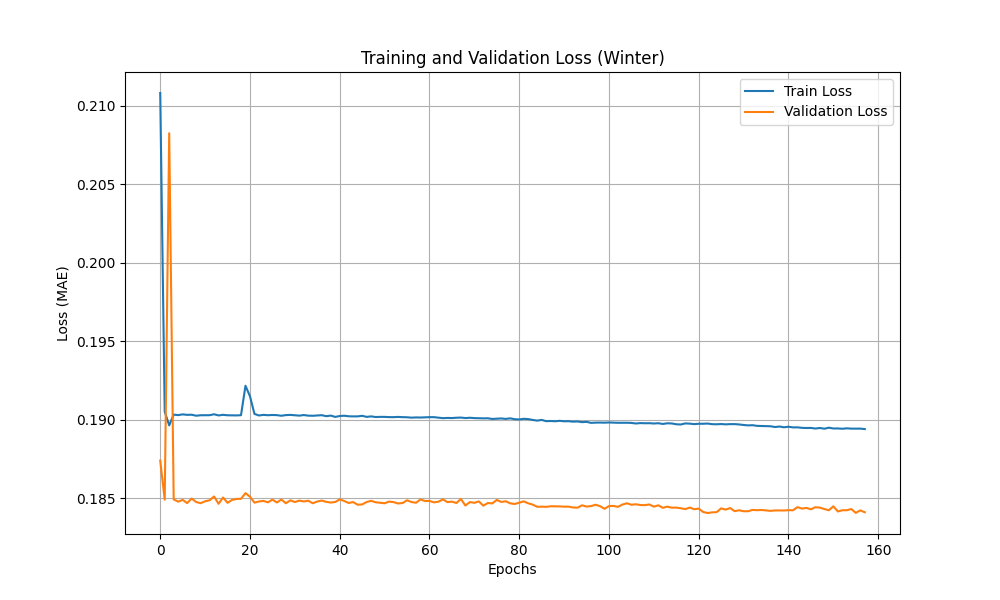 Training and Validation Loss (Winter)
Train Loss
Validation Loss
0.210
0.205
0.200
0.195
0.190
0.185
Loss (MAE)
0 20 40 60 80 100 120 140 160
Epochs